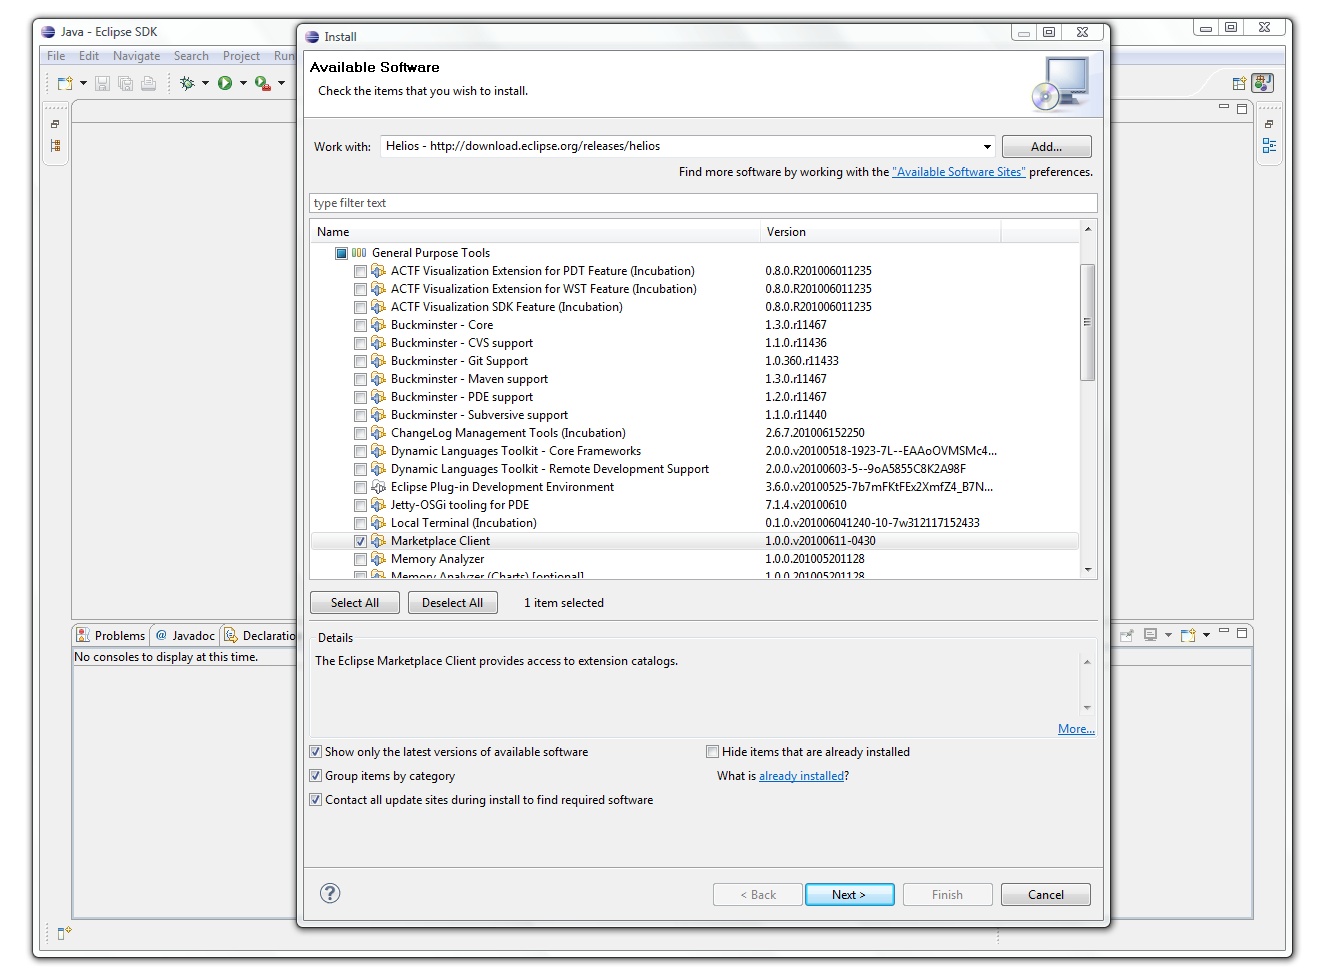 Java - Eclipse SDK
File Edit Navigate Search Project Run
Install
Available Software
Check the items that you wish to install.
Work with: Helios - http://download.eclipse.org/releases/helios Add...
Find more software by working with the "Available Software Sites" preferences.
type filter text
Name Version
General Purpose Tools
ACTF Visualization Extension for PDT Feature (Incubation) 0.8.0.R201006011235
ACTF Visualization Extension for WST Feature (Incubation) 0.8.0.R201006011235
ACTF Visualization SDK Feature (Incubation) 0.8.0.R201006011235
Buckminster - Core 1.3.0.r11467
Buckminster - CVS support 1.1.0.r11436
Buckminster - Git Support 1.0.360.r11433
Buckminster - Maven support 1.3.0.r11467
Buckminster - PDE support 1.2.0.r11467
Buckminster - Subversive support 1.1.0.r11440
ChangeLog Management Tools (Incubation) 2.6.7.201006152250
Dynamic Languages Toolkit - Core Frameworks 2.0.0.v20100518-1923-7L--EAAoOVMSMc4...
Dynamic Languages Toolkit - Remote Development Support 2.0.0.v20100603-5--9oA5855C8K2A98F
Eclipse Plug-in Development Environment 3.6.0.v20100525-7b7mFKtFEx2XmfZ4_B7N...
Jetty-OSGi tooling for PDE 7.1.4.v20100610
Local Terminal (Incubation) 0.1.0.v201006041240-10-7w312117152433
Marketplace Client 1.0.0.v20100611-0430
Memory Analyzer 1.0.0.201005201128
Memory Analyzer (Charts) [optional] 1.0.0.201005201128
Select All Deselect All 1 item selected
Problems Javadoc Declaratio
No consoles to display at this time.
Details
The Eclipse Marketplace Client provides access to extension catalogs.
More...
Show only the latest versions of available software Hide items that are already installed
Group items by category What is already installed?
Contact all update sites during install to find required software
< Back Next > Finish Cancel